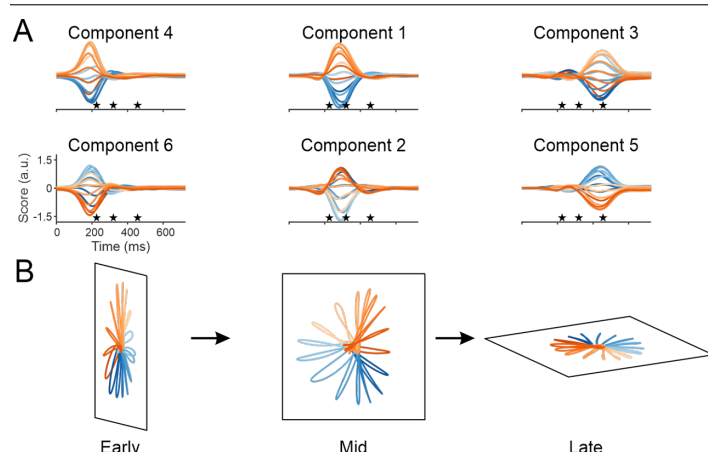 A
Component 4
Component 1
Component 3
Component 6
Component 2
Component 5
1.5
0
-1.5
Score (a.u.)
0 200 400 600
Time (ms)
B
Early
Mid
Late